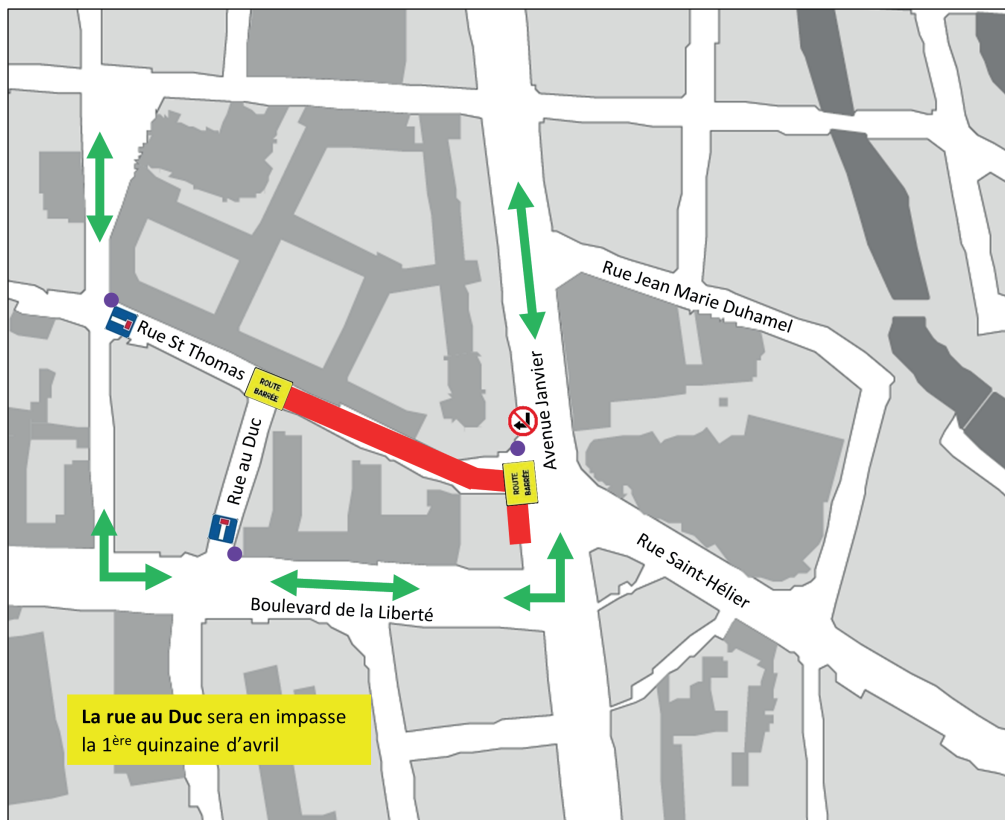 Rue Jean Marie Duhamel
Rue St Thomas
Avenue Janvier
ROUTE
BARRÉE
Rue au Duc
ROUTE
BARRÉE
Rue Saint-Hélier
Boulevard de la Liberté
La rue au Duc sera en impasse
la 1ère quinzaine d’avril